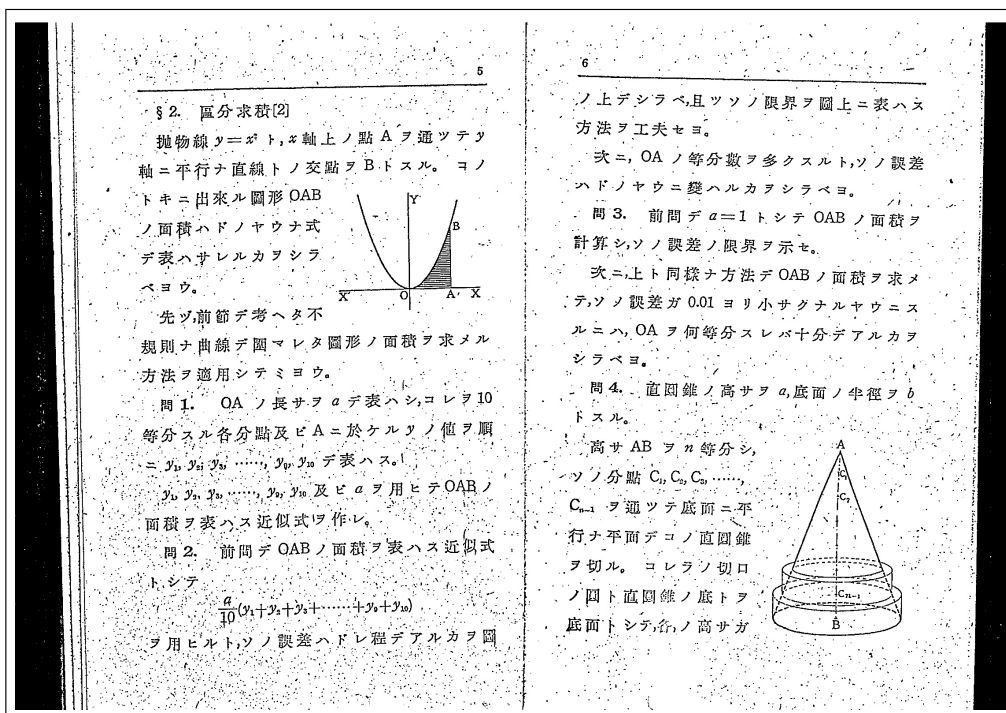 5
§2. 區分求積[2]
抛物線 y=x² ト, x 軸上ノ點 A ヲ通ツテ y
軸ニ平行ナ直線トノ交點ヲ B トスル。 コノ
トキニ出來ル圖形 OAB
ノ面積ハドノヤウナ式
デ表ハサレルカヲシラ
ベヨウ。
先ヅ,前節デ考ヘタ不
Y
B
X'
O
A
X
規則ナ曲線デ圍マレタ圖形ノ面積ヲ求メル
方法ヲ適用シテミヨウ。
問 1. OA ノ長サヲ a デ表ハシ,コレヲ 10
等分スル各分點及ビ A ニ於ケル y ノ値ヲ順
ニ y₁, y₂, y₃, ……, y₉, y₁₀ デ表ハス。
y₁, y₂, y₃, ……, y₉, y₁₀ 及ビ a ヲ用ヒテ OAB ノ
面積ヲ表ハス近似式ヲ作レ。
問 2. 前問デ OAB ノ面積ヲ表ハス近似式
トシテ
a/10 (y₁+y₂+y₃+……+y₉+y₁₀)
ヲ用ヒルト,ソノ誤差ハドレ程デアルカヲ圖
6
ノ上デシラベ,且ツソノ限界ヲ圖上ニ表ハス
方法ヲ工夫セヨ。
次ニ, OA ノ等分數ヲ多クスルト,ソノ誤差
ハドノヤウニ變ハルカヲシラベヨ。
問 3. 前問デ a=1 トシテ OAB ノ面積ヲ
計算シ,ソノ誤差ノ限界ヲ示セ。
次ニ,上ト同樣ナ方法デ OAB ノ面積ヲ求メ
テ,ソノ誤差ガ 0.01 ヨリ小サクナルヤウニス
ルニハ, OA ヲ何等分スレバ十分デアルカヲ
シラベヨ。
問 4. 直圓錐ノ高サヲ a,底面ノ半徑ヲ b
トスル。
高サ AB ヲ n 等分シ,
ソノ分點 C₁, C₂, C₃, ……,
Cₙ₋₁ ヲ通ツテ底面ニ平
行ナ平面デコノ直圓錐
ヲ切ル。 コレラノ切口
ノ圓ト直圓錐ノ底トヲ
底面トシテ,各ノ高サガ
A
C₁
C₂
Cₙ₋₁
B